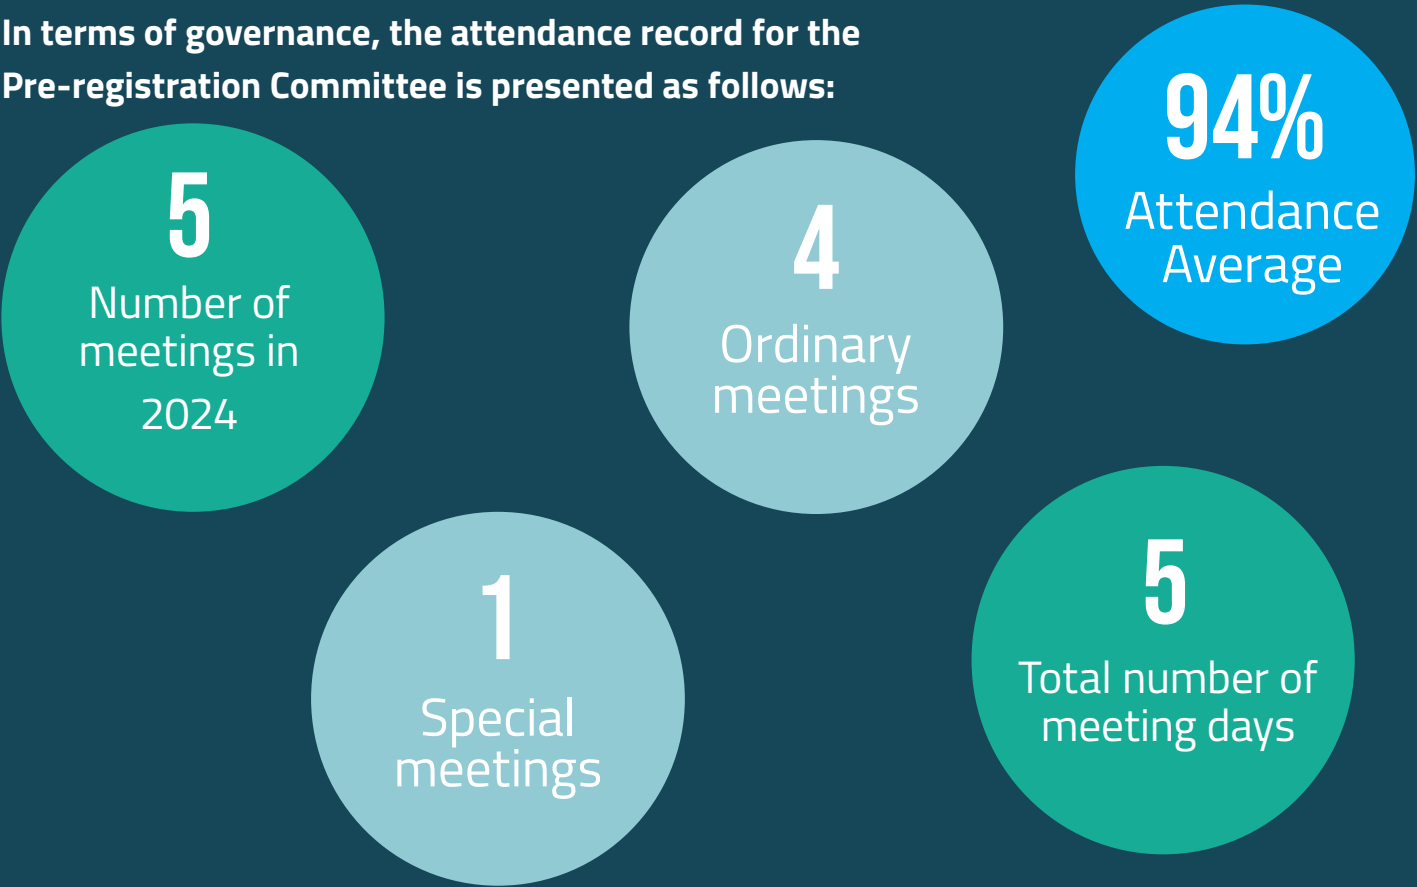 In terms of governance, the attendance record for the
Pre-registration Committee is presented as follows:
5
Number of
meetings in
2024
4
Ordinary
meetings
94%
Attendance
Average
1
Special
meetings
5
Total number of
meeting days